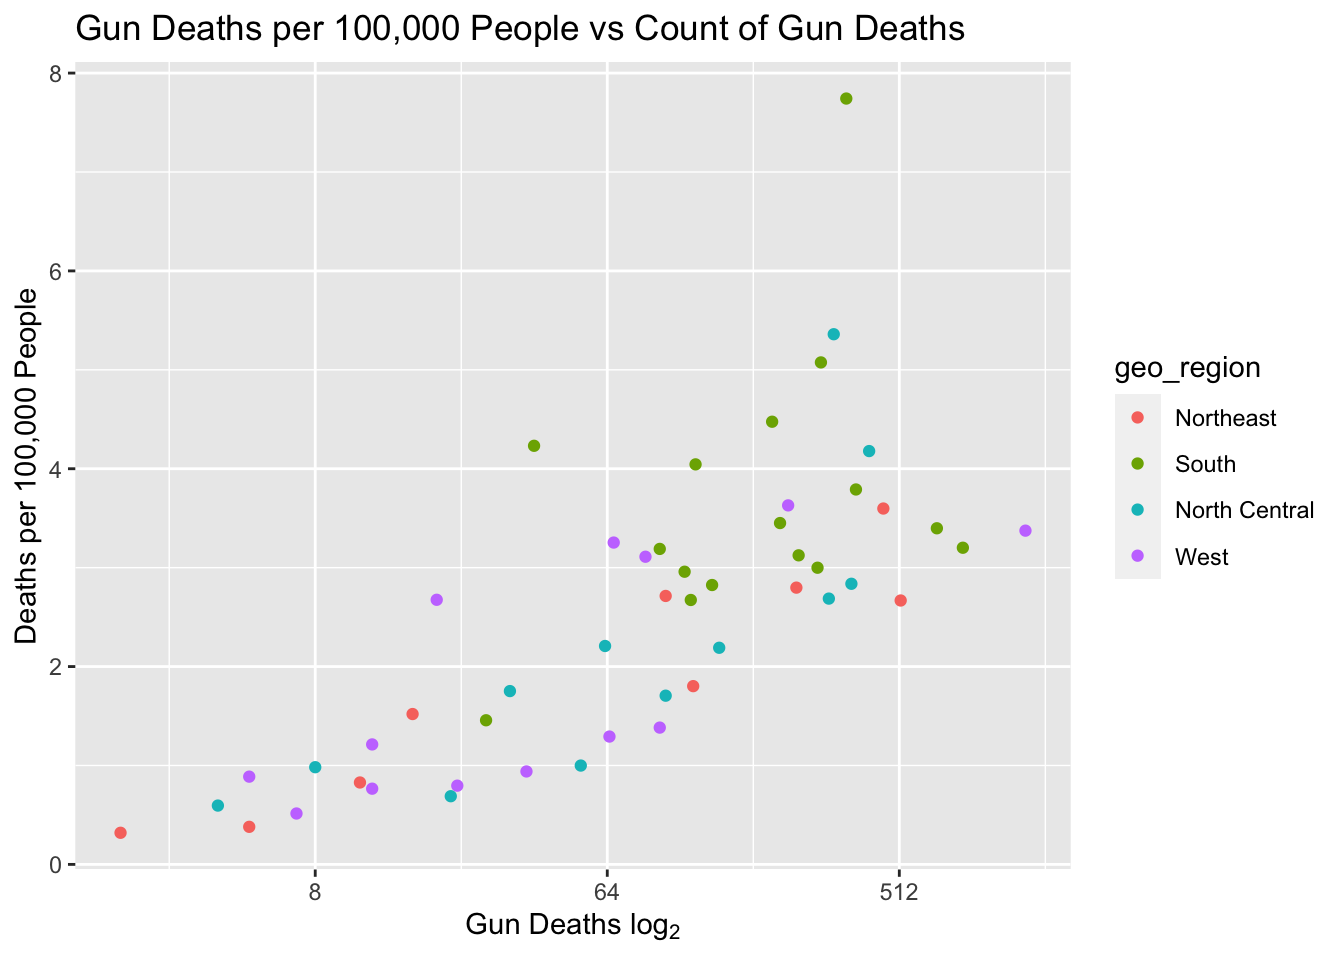 Gun Deaths per 100,000 People vs Count of Gun Deaths
8
6
4
2
0
Deaths per 100,000 People
8 64 512
Gun Deaths log₂
geo_region
Northeast
South
North Central
West